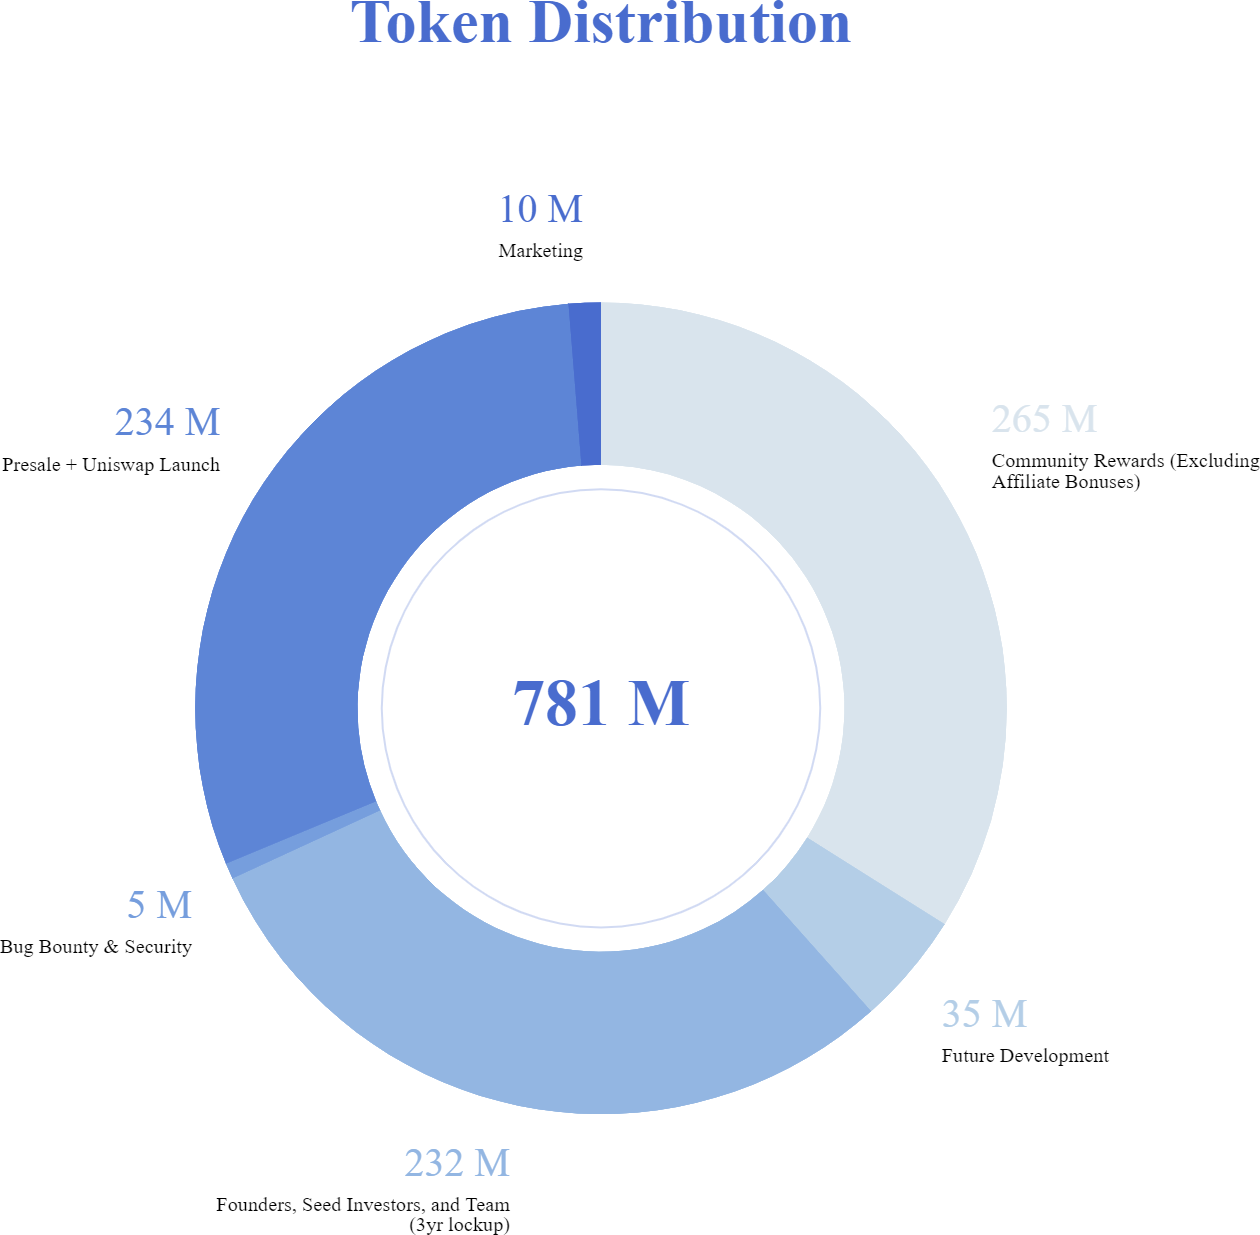 Token Distribution
10 M
Marketing
234 M
Presale + Uniswap Launch
265 M
Community Rewards (Excluding
Affiliate Bonuses)
781 M
5 M
Bug Bounty & Security
35 M
Future Development
232 M
Founders, Seed Investors, and Team
(3yr lockup)